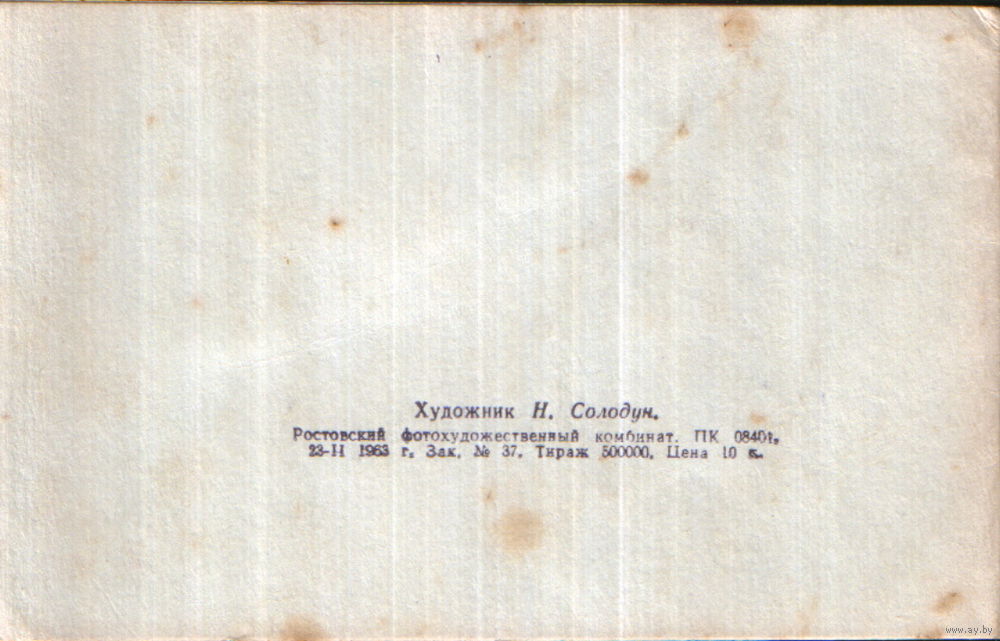 Художник Н. Солодун.
Ростовский фотохудожественный комбинат. ПК 08401.
23-II 1963 г. Зак. № 37. Тираж 500000. Цена 10 к.
www.ay.by